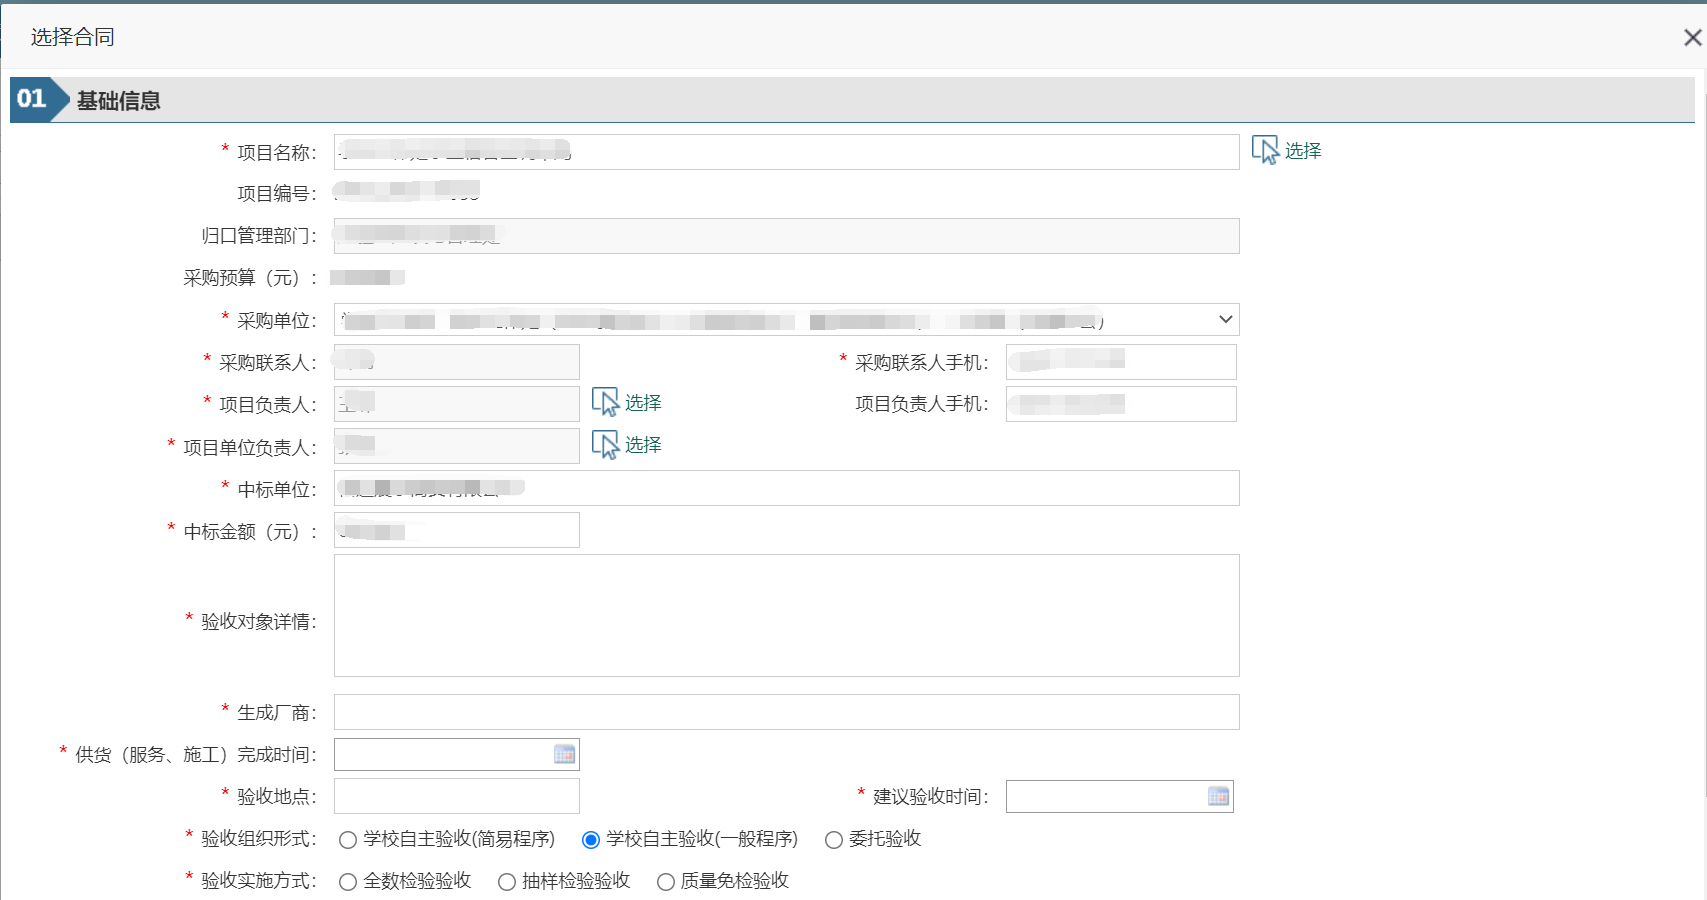 选择合同
01 基础信息
* 项目名称： 选择
项目编号：
归口管理部门：
采购预算（元）：
* 采购单位：
* 采购联系人： * 采购联系人手机：
* 项目负责人： 选择 项目负责人手机：
* 项目单位负责人： 选择
* 中标单位：
* 中标金额（元）：
* 验收对象详情：
* 生成厂商：
* 供货（服务、施工）完成时间：
* 验收地点： * 建议验收时间：
* 验收组织形式： 学校自主验收(简易程序) 学校自主验收(一般程序) 委托验收
* 验收实施方式： 全数检验验收 抽样检验验收 质量免检验收